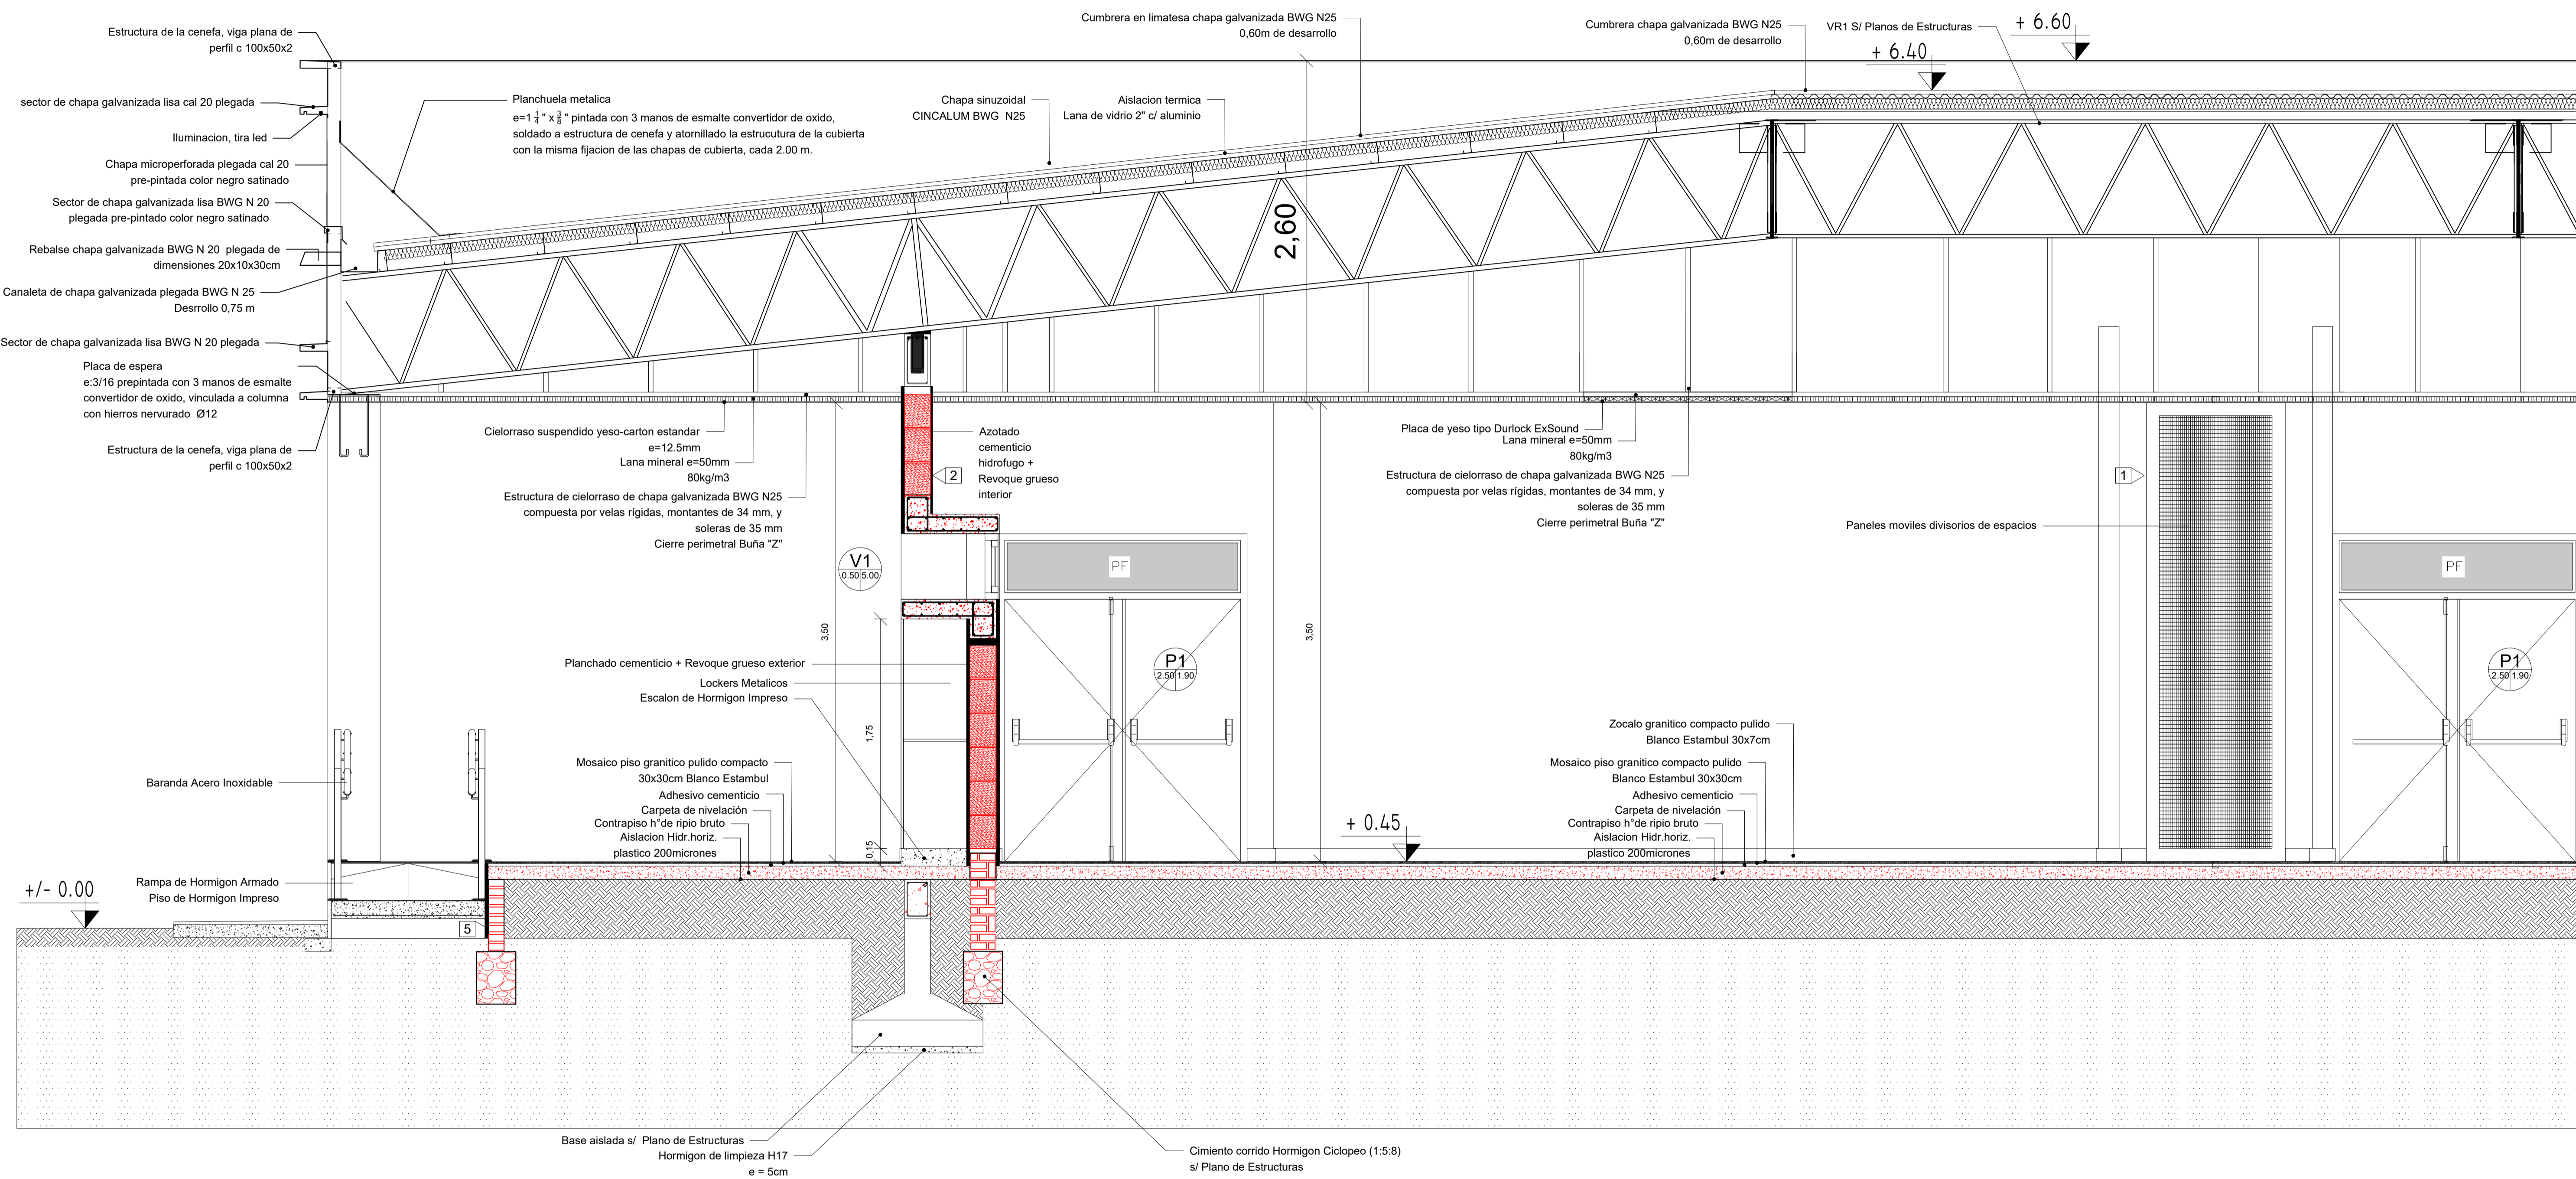 Estructura de la cenefa, viga plana de
perfil c 100x50x2
sector de chapa galvanizada lisa cal 20 plegada
Iluminacion, tira led
Chapa microperforada plegada cal 20
pre-pintada color negro satinado
Sector de chapa galvanizada lisa BWG N 20
plegada pre-pintado color negro satinado
Rebalse chapa galvanizada BWG N 20 plegada de
dimensiones 20x10x30cm
Canaleta de chapa galvanizada plegada BWG N 25
Desrrollo 0,75 m
Sector de chapa galvanizada lisa BWG N 20 plegada
Placa de espera
e:3/16 prepintada con 3 manos de esmalte
convertidor de oxido, vinculada a columna
con hierros nervurado Ø12
Estructura de la cenefa, viga plana de
perfil c 100x50x2
Planchuela metalica
e=1 1/4 " x 3/8 " pintada con 3 manos de esmalte convertidor de oxido,
soldado a estructura de cenefa y atornillado la estrucutura de la cubierta
con la misma fijacion de las chapas de cubierta, cada 2.00 m.
Chapa sinuzoidal
CINCALUM BWG N25
Aislacion termica
Lana de vidrio 2" c/ aluminio
Cumbrera en limatesa chapa galvanizada BWG N25
0,60m de desarrollo
Cumbrera chapa galvanizada BWG N25
0,60m de desarrollo
VR1 S/ Planos de Estructuras
+ 6.40
+ 6.60
2,60
Cielorraso suspendido yeso-carton estandar
e=12.5mm
Lana mineral e=50mm
80kg/m3
Estructura de cielorraso de chapa galvanizada BWG N25
compuesta por velas rígidas, montantes de 34 mm, y
soleras de 35 mm
Cierre perimetral Buña "Z"
Azotado
cementicio
hidrofugo +
Revoque grueso
interior
2
Placa de yeso tipo Durlock ExSound
Lana mineral e=50mm
80kg/m3
Estructura de cielorraso de chapa galvanizada BWG N25
compuesta por velas rígidas, montantes de 34 mm, y
soleras de 35 mm
Cierre perimetral Buña "Z"
1
Paneles moviles divisorios de espacios
V1
0.50 5.00
PF
PF
3,50
3,50
P1
2.50 1.90
P1
2.50 1.90
Planchado cementicio + Revoque grueso exterior
Lockers Metalicos
Escalon de Hormigon Impreso
1,75
0,15
Mosaico piso granitico pulido compacto
30x30cm Blanco Estambul
Adhesivo cementicio
Carpeta de nivelación
Contrapiso h°de ripio bruto
Aislacion Hidr.horiz.
plastico 200micrones
Zocalo granitico compacto pulido
Blanco Estambul 30x7cm
Mosaico piso granitico compacto pulido
Blanco Estambul 30x30cm
Adhesivo cementicio
Carpeta de nivelación
Contrapiso h°de ripio bruto
Aislacion Hidr.horiz.
plastico 200micrones
+ 0.45
Baranda Acero Inoxidable
Rampa de Hormigon Armado
Piso de Hormigon Impreso
+/- 0.00
5
Base aislada s/ Plano de Estructuras
Hormigon de limpieza H17
e = 5cm
Cimiento corrido Hormigon Ciclopeo (1:5:8)
s/ Plano de Estructuras